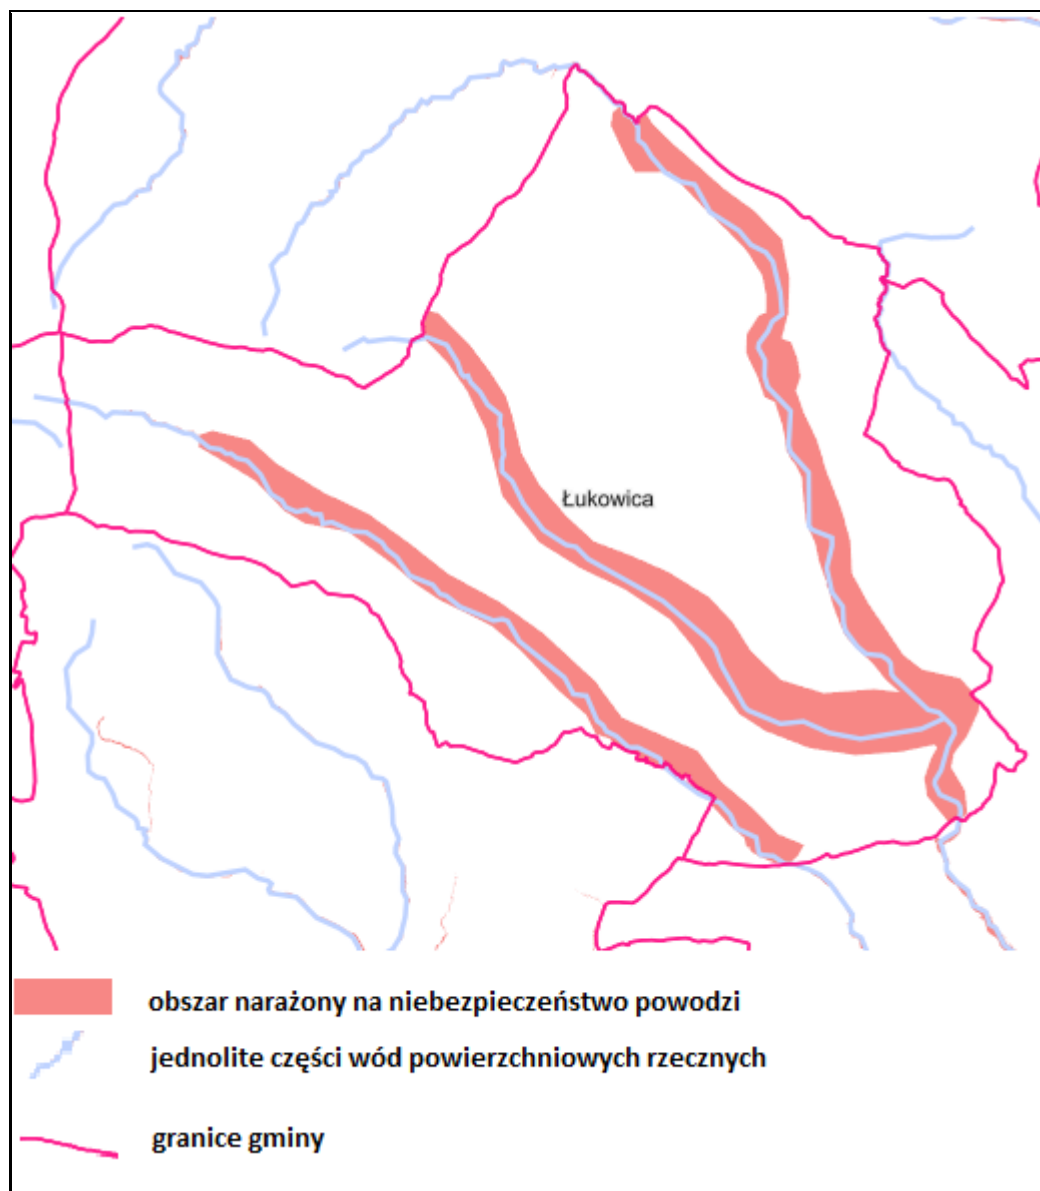 Łukowica
obszar narażony na niebezpieczeństwo powodzi
jednolite części wód powierzchniowych rzecznych
granice gminy